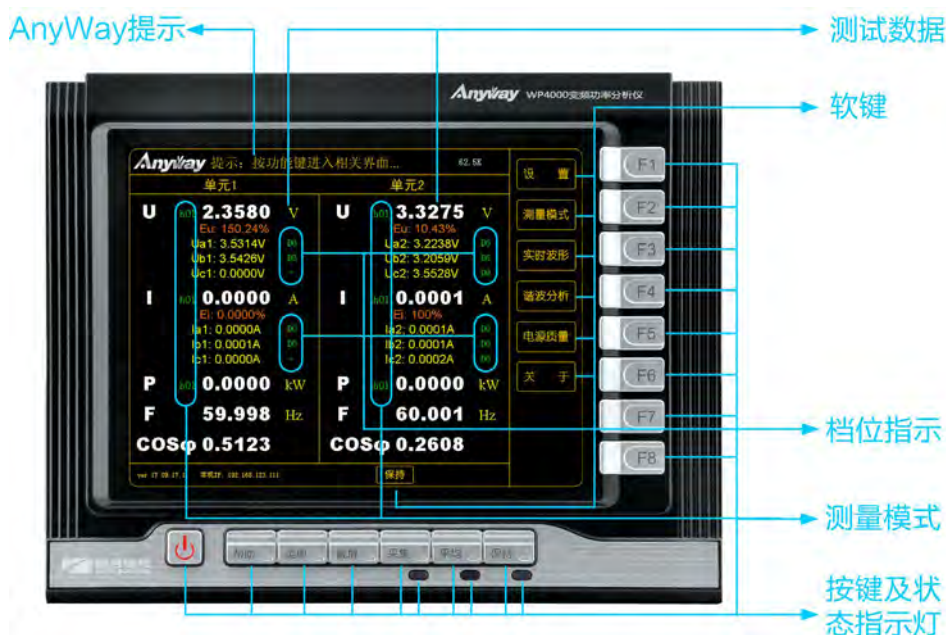 AnyWay提示
测试数据
Anyway WP4000变频功率分析仪
软键
AnyWay 提示：按功能键进入相关界面... 62.5K
单元1
单元2
U h01 2.3580 V
Eu: 150.24%
Ua1: 3.5314V
Ub1: 3.5426V
Uc1: 0.0000V
I h01 0.0000 A
Ei: 0.0000%
Ia1: 0.0000A
Ib1: 0.0001A
Ic1: 0.0000A
P h01 0.0000 kW
F 59.998 Hz
COSφ 0.5123
U h01 3.3275 V
Eu: 10.43%
Ua2: 3.2238V
Ub2: 3.2059V
Uc2: 3.5528V
I h01 0.0001 A
Ei: 100%
Ia2: 0.0001A
Ib2: 0.0001A
Ic2: 0.0002A
P h01 0.0000 kW
F 60.001 Hz
COSφ 0.2608
保持
设 置
测量模式
实时波形
谐波分析
电源质量
关 于
F1
F2
F3
F4
F5
F6
F7
F8
档位指示
测量模式
按键及状
态指示灯